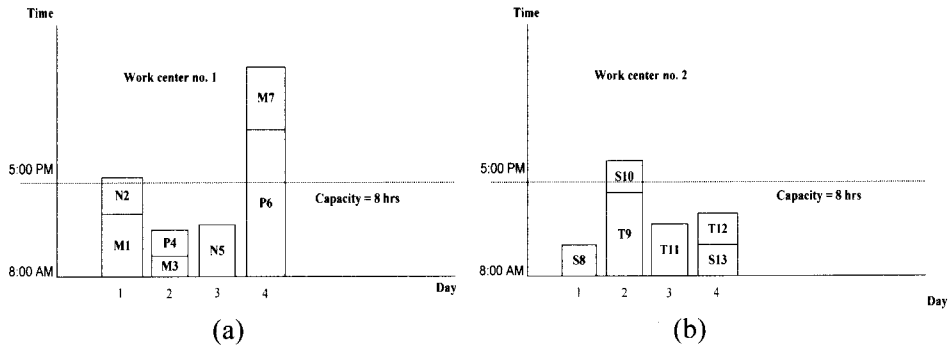 Time
Work center no. 1
M7
5:00 PM
N2
P6
Capacity = 8 hrs
M1
P4
N5
M3
8:00 AM
1 2 3 4
Day
(a)
Time
Work center no. 2
5:00 PM
S10
Capacity = 8 hrs
T9
T11
T12
S8
S13
8:00 AM
1 2 3 4
Day
(b)